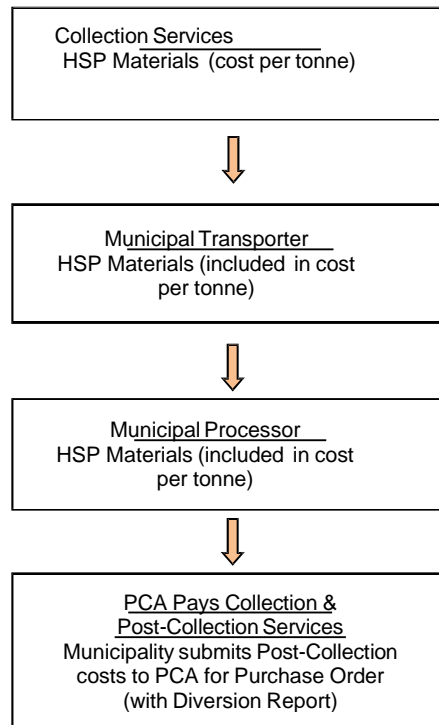 Collection Services
HSP Materials (cost per tonne)
Municipal Transporter
HSP Materials (included in cost
per tonne)
Municipal Processor
HSP Materials (included in cost
per tonne)
PCA Pays Collection &
Post-Collection Services
Municipality submits Post-Collection
costs to PCA for Purchase Order
(with Diversion Report)